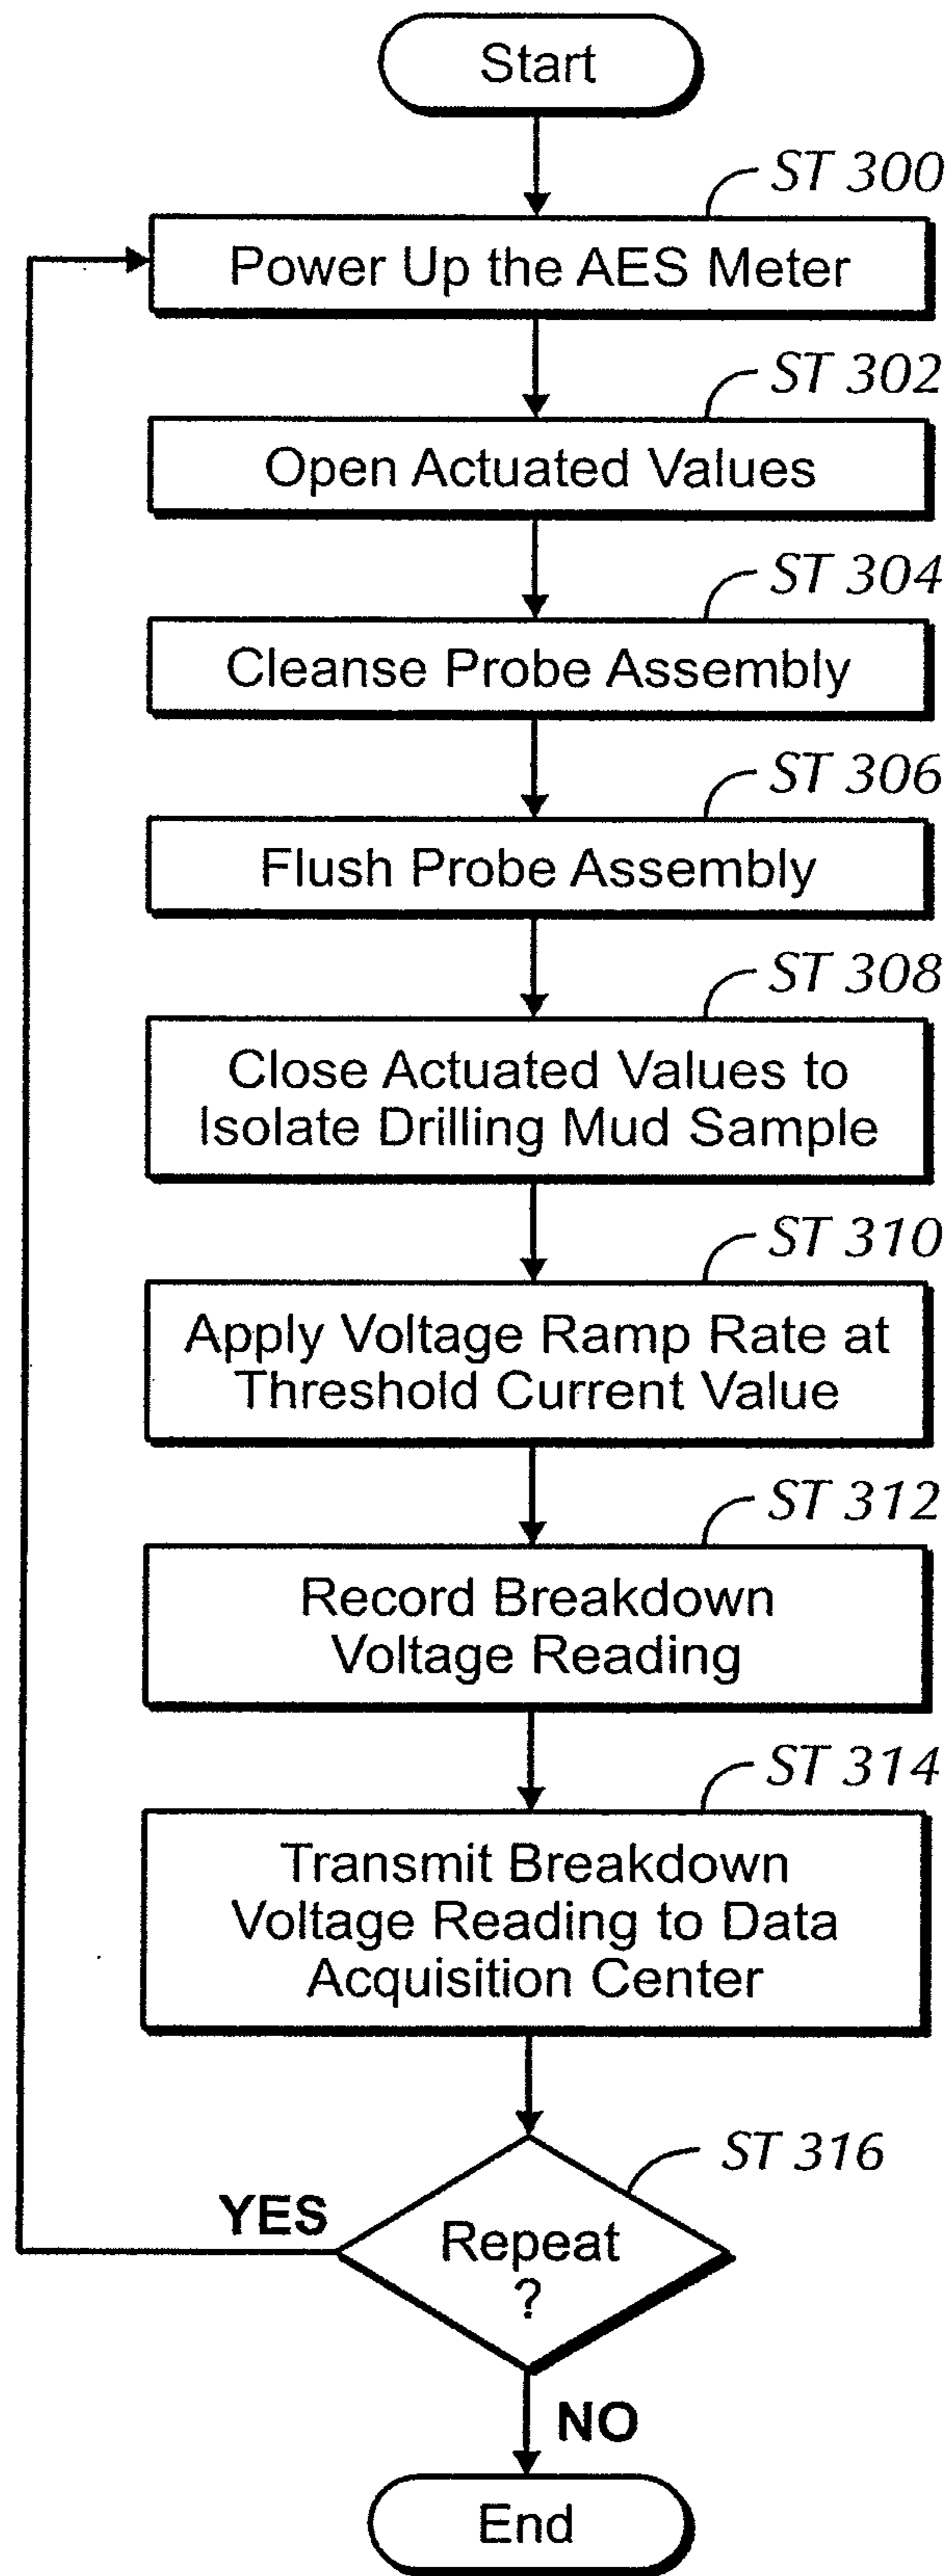 Start
ST 300
Power Up the AES Meter
ST 302
Open Actuated Values
ST 304
Cleanse Probe Assembly
ST 306
Flush Probe Assembly
ST 308
Close Actuated Values to
Isolate Drilling Mud Sample
ST 310
Apply Voltage Ramp Rate at
Threshold Current Value
ST 312
Record Breakdown
Voltage Reading
ST 314
Transmit Breakdown
Voltage Reading to Data
Acquisition Center
ST 316
YES
Repeat
?
NO
End